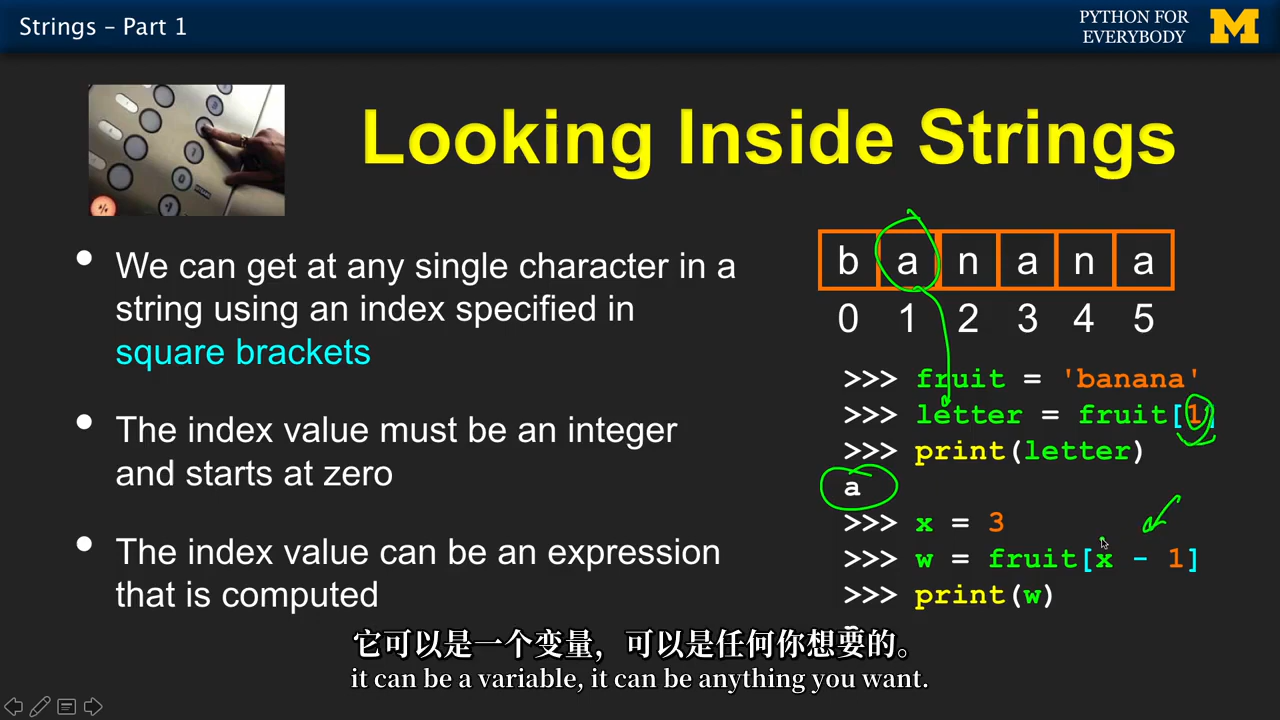 Strings – Part 1
PYTHON FOR
EVERYBODY
M
Looking Inside Strings
• We can get at any single character in a
string using an index specified in
square brackets
• The index value must be an integer
and starts at zero
• The index value can be an expression
that is computed
b a n a n a
0 1 2 3 4 5
>>> fruit = 'banana'
>>> letter = fruit[1]
>>> print(letter)
a
>>> x = 3
>>> w = fruit[x - 1]
>>> print(w)
它可以是一个变量，可以是任何你想要的。
it can be a variable, it can be anything you want.